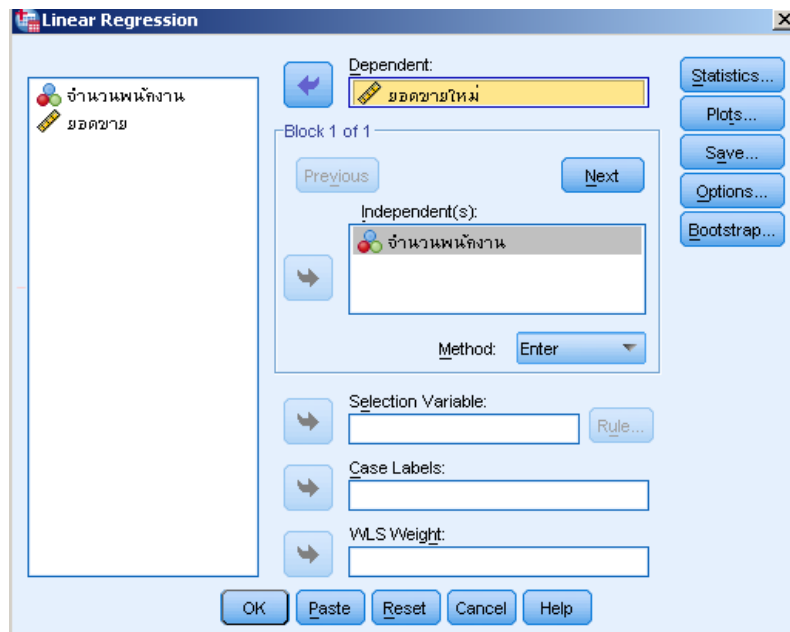 Linear Regression
จำนวนพนักงาน
ยอดขาย
Dependent:
ยอดขายใหม่
Block 1 of 1
Previous
Next
Independent(s):
จำนวนพนักงาน
Method:
Enter
Selection Variable:
Rule...
Case Labels:
WLS Weight:
Statistics...
Plots...
Save...
Options...
Bootstrap...
OK
Paste
Reset
Cancel
Help